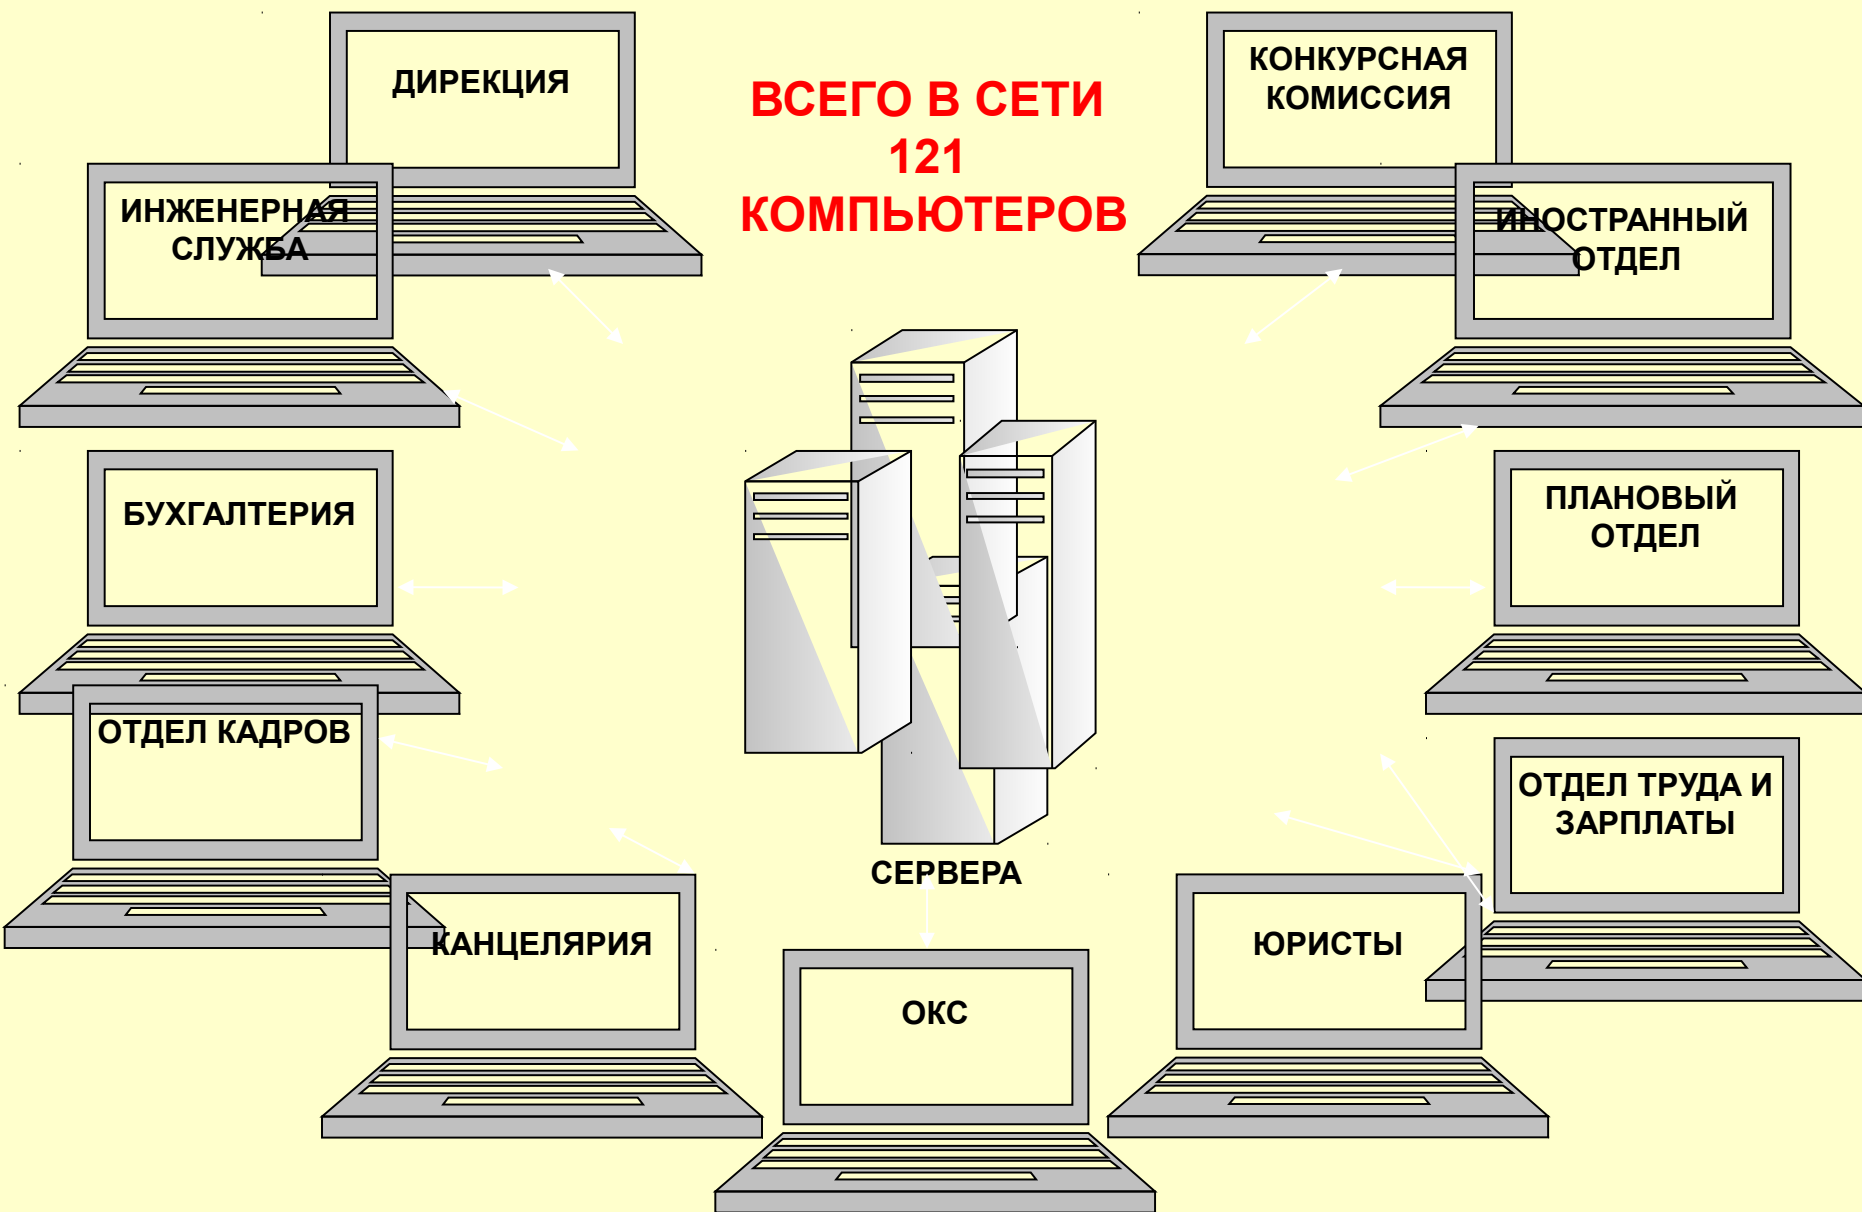 ДИРЕКЦИЯ
ВСЕГО В СЕТИ
121
КОМПЬЮТЕРОВ
КОНКУРСНАЯ
КОМИССИЯ
ИНЖЕНЕРНАЯ
СЛУЖБА
ИНОСТРАННЫЙ
ОТДЕЛ
БУХГАЛТЕРИЯ
ПЛАНОВЫЙ
ОТДЕЛ
ОТДЕЛ КАДРОВ
ОТДЕЛ ТРУДА И
ЗАРПЛАТЫ
СЕРВЕРА
КАНЦЕЛЯРИЯ
ОКС
ЮРИСТЫ